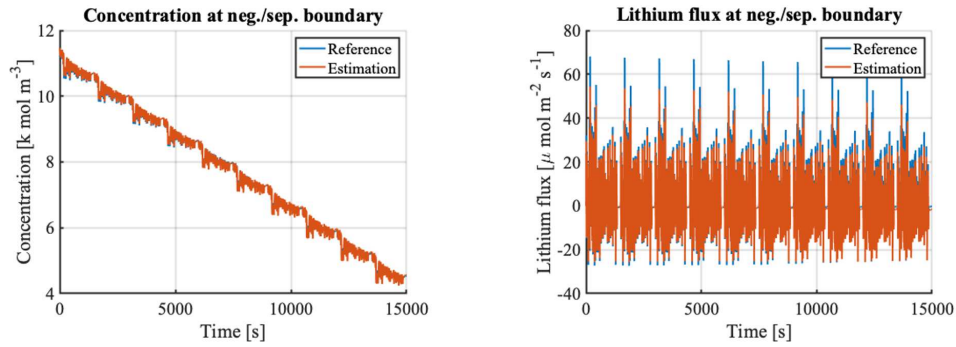 Concentration at neg./sep. boundary
12
10
8
6
4
Concentration [k mol m⁻³]
Reference
Estimation
0
5000
10000
15000
Time [s]
Lithium flux at neg./sep. boundary
80
60
40
20
0
-20
-40
Lithium flux [μ mol m⁻² s⁻¹]
Reference
Estimation
0
5000
10000
15000
Time [s]